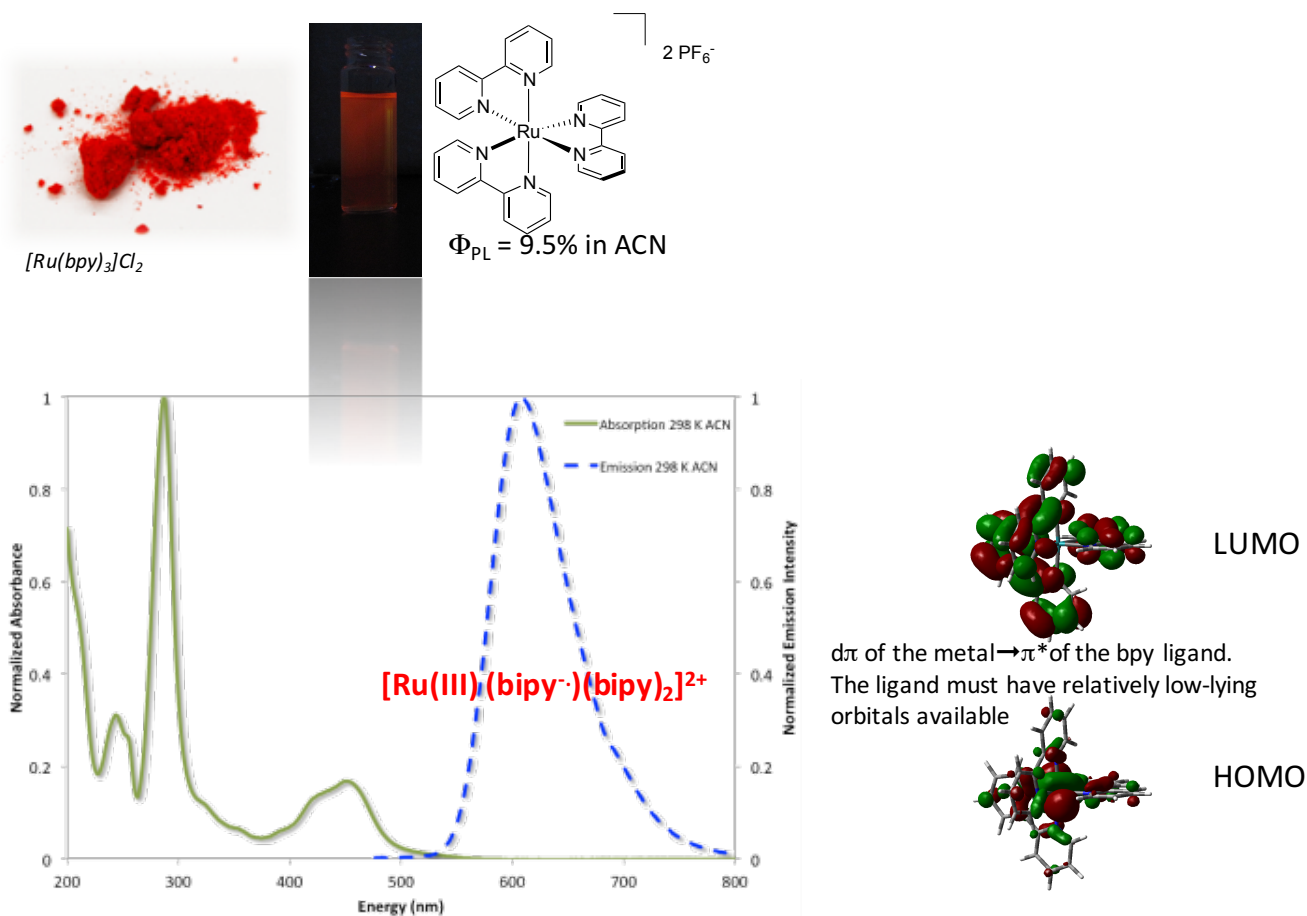 2 PF₆⁻
N
N
N
Ru
N
N
N
Φ_PL = 9.5% in ACN
[Ru(bpy)₃]Cl₂
1
0.8
0.6
0.4
0.2
0
Normalized Absorbance
200
300
400
500
600
700
800
Energy (nm)
Absorption 298 K ACN
Emission 298 K ACN
[Ru(III) (bipy⁻·)(bipy)₂]²⁺
1
0.8
0.6
0.4
0.2
0
Normalized Emission Intensity
LUMO
dπ of the metal→π*of the bpy ligand.
The ligand must have relatively low-lying
orbitals available
HOMO